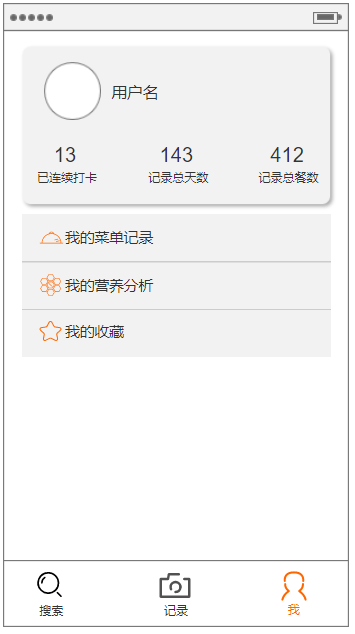 用户名
13 143 412
已连续打卡 记录总天数 记录总餐数
我的菜单记录
我的营养分析
我的收藏
搜索 记录 我